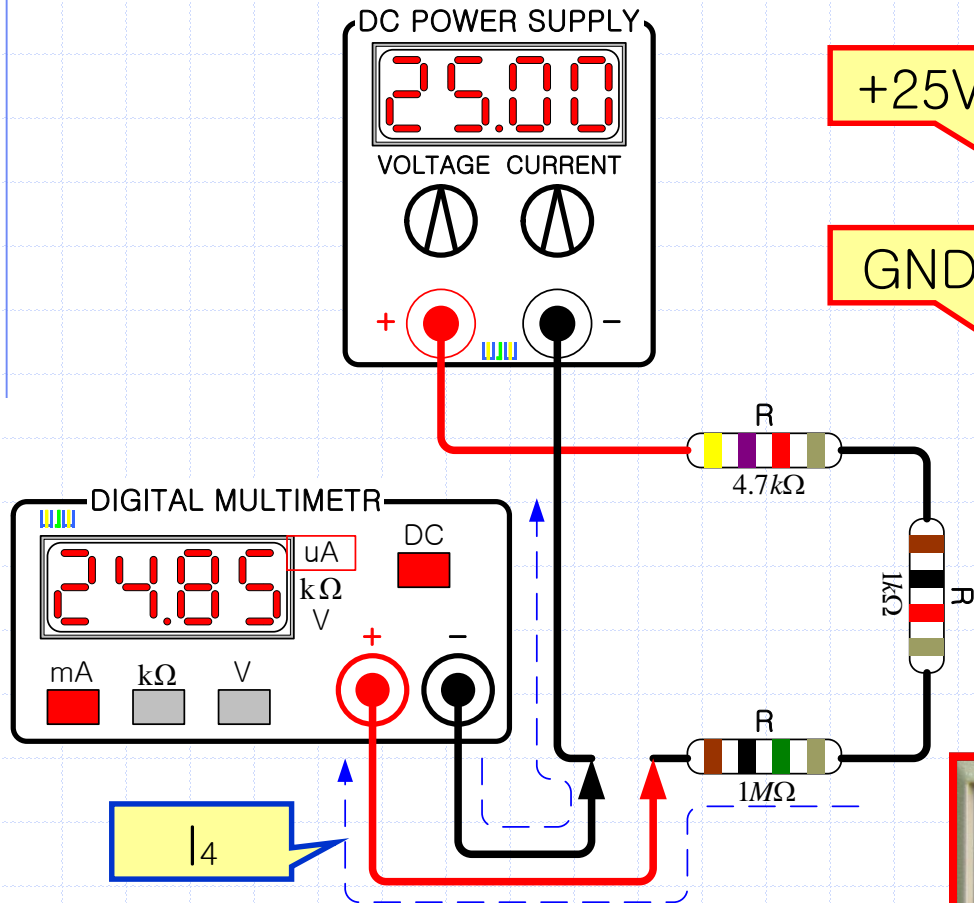 DC POWER SUPPLY
25.00
VOLTAGE CURRENT
+ −
+25V
GND
R
4.7kΩ
R
1kΩ
R
1MΩ
DIGITAL MULTIMETR
24.85
uA
kΩ
V
DC
mA kΩ V
+ −
I₄